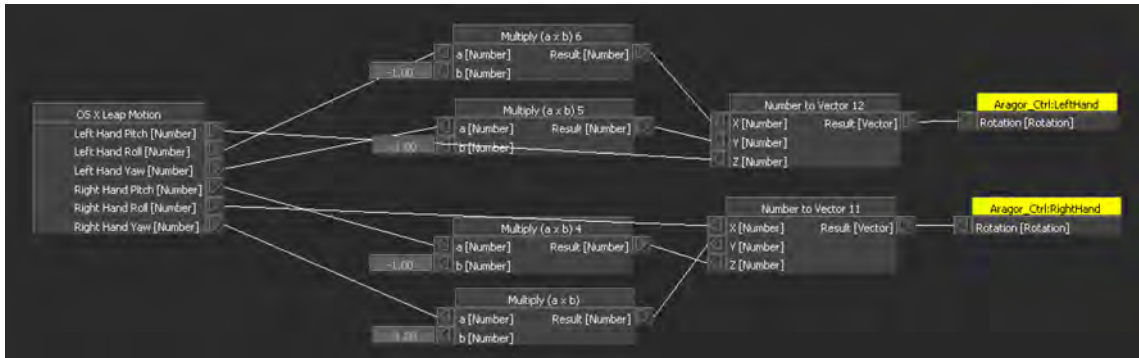 OS X Leap Motion
Left Hand Pitch [Number]
Left Hand Roll [Number]
Left Hand Yaw [Number]
Right Hand Pitch [Number]
Right Hand Roll [Number]
Right Hand Yaw [Number]
Multiply (a x b) 6
a [Number] Result [Number]
-1.00 b [Number]
Multiply (a x b) 5
a [Number] Result [Number]
-1.00 b [Number]
Multiply (a x b) 4
a [Number] Result [Number]
-1.00 b [Number]
Multiply (a x b)
a [Number] Result [Number]
b [Number]
Number to Vector 12
X [Number] Result [Vector]
Y [Number]
Z [Number]
Number to Vector 11
X [Number] Result [Vector]
Y [Number]
Z [Number]
Aragor_Ctrl:LeftHand
Rotation [Rotation]
Aragor_Ctrl:RightHand
Rotation [Rotation]